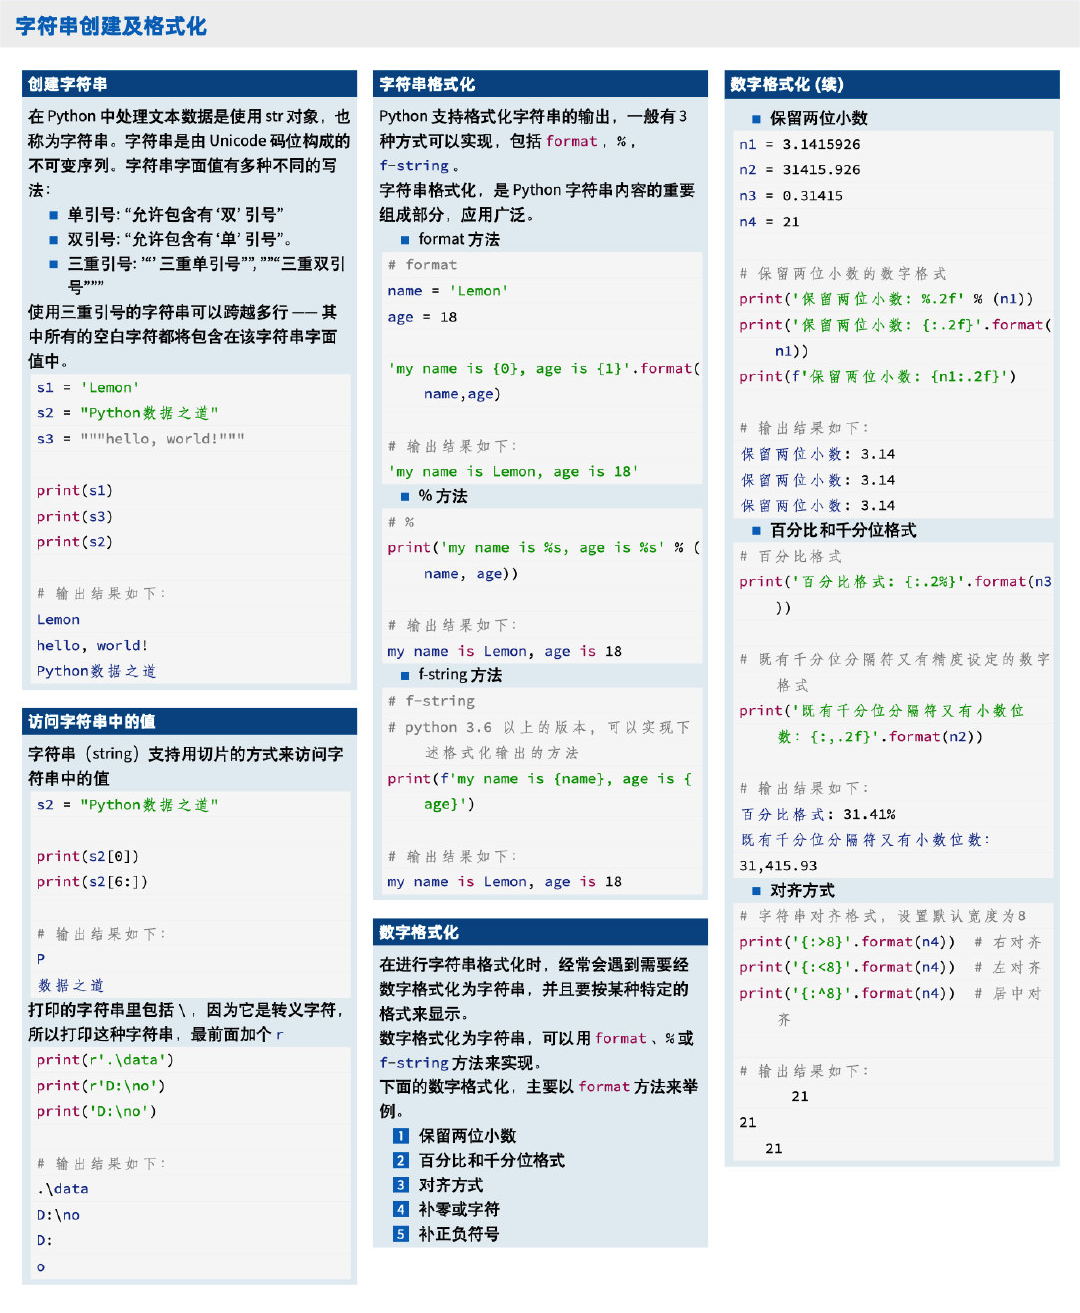 字符串创建及格式化
创建字符串
在 Python 中处理文本数据是使用 str 对象，也
称为字符串。字符串是由 Unicode 码位构成的
不可变序列。字符串字面值有多种不同的写
法：
单引号: “允许包含有 ‘双’ 引号”
双引号: “允许包含有 ‘单’ 引号”。
三重引号: ’“’ 三重单引号””, ””“三重双引
号”””
使用三重引号的字符串可以跨越多行 —— 其
中所有的空白字符都将包含在该字符串字面
值中。
s1 = 'Lemon'
s2 = "Python数据之道"
s3 = """hello, world!"""
print(s1)
print(s3)
print(s2)
# 输出结果如下：
Lemon
hello, world!
Python数据之道
访问字符串中的值
字符串（string）支持用切片的方式来访问字
符串中的值
s2 = "Python数据之道"
print(s2[0])
print(s2[6:])
# 输出结果如下：
P
数据之道
打印的字符串里包括 \ ，因为它是转义字符，
所以打印这种字符串，最前面加个 r
print(r'.\data')
print(r'D:\no')
print('D:\no')
# 输出结果如下：
.\data
D:\no
D:
o
字符串格式化
Python 支持格式化字符串的输出，一般有 3
种方式可以实现，包括 format ，% ，
f-string 。
字符串格式化，是 Python 字符串内容的重要
组成部分，应用广泛。
format 方法
# format
name = 'Lemon'
age = 18
'my name is {0}, age is {1}'.format(
name,age)
# 输出结果如下：
'my name is Lemon, age is 18'
% 方法
# %
print('my name is %s, age is %s' % (
name, age))
# 输出结果如下：
my name is Lemon, age is 18
f-string 方法
# f-string
# python 3.6 以上的版本，可以实现下
述格式化输出的方法
print(f'my name is {name}, age is {
age}')
# 输出结果如下：
my name is Lemon, age is 18
数字格式化
在进行字符串格式化时，经常会遇到需要经
数字格式化为字符串，并且要按某种特定的
格式来显示。
数字格式化为字符串，可以用 format 、% 或
f-string 方法来实现。
下面的数字格式化，主要以 format 方法来举
例。
1 保留两位小数
2 百分比和千分位格式
3 对齐方式
4 补零或字符
5 补正负符号
数字格式化 (续)
保留两位小数
n1 = 3.1415926
n2 = 31415.926
n3 = 0.31415
n4 = 21
# 保留两位小数的数字格式
print('保留两位小数: %.2f' % (n1))
print('保留两位小数: {:.2f}'.format(
n1))
print(f'保留两位小数: {n1:.2f}')
# 输出结果如下：
保留两位小数: 3.14
保留两位小数: 3.14
保留两位小数: 3.14
百分比和千分位格式
# 百分比格式
print('百分比格式: {:.2%}'.format(n3
))
# 既有千分位分隔符又有精度设定的数字
格式
print('既有千分位分隔符又有小数位
数: {:,.2f}'.format(n2))
# 输出结果如下：
百分比格式: 31.41%
既有千分位分隔符又有小数位数:
31,415.93
对齐方式
# 字符串对齐格式，设置默认宽度为8
print('{:>8}'.format(n4)) # 右对齐
print('{:<8}'.format(n4)) # 左对齐
print('{:^8}'.format(n4)) # 居中对
齐
# 输出结果如下：
21
21
21